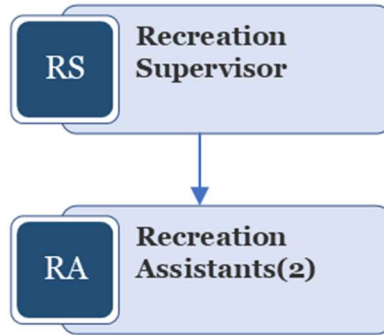 RS
Recreation
Supervisor
RA
Recreation
Assistants(2)